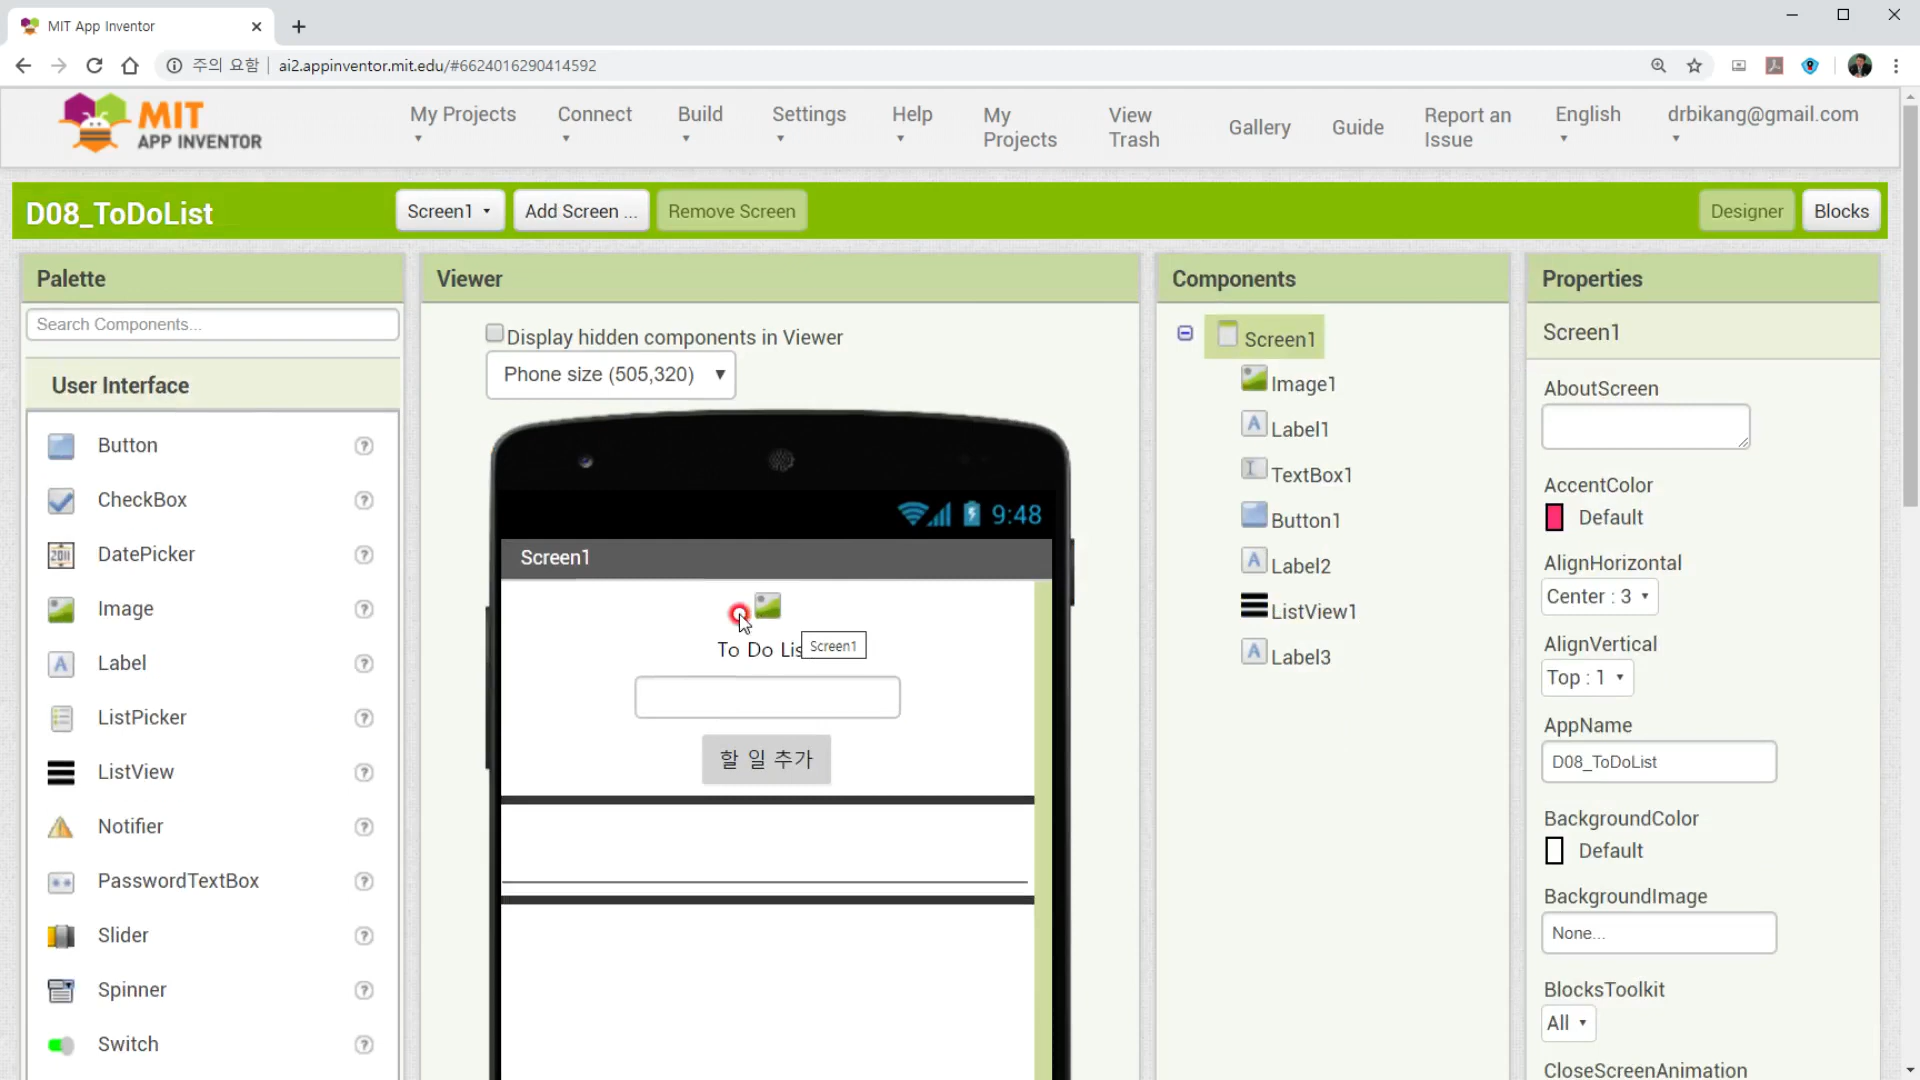 MIT App Inventor
주의 요함
ai2.appinventor.mit.edu/#6624016290414592
MIT
APP INVENTOR
My Projects
Connect
Build
Settings
Help
My
Projects
View
Trash
Gallery
Guide
Report an
Issue
English
drbikang@gmail.com
D08_ToDoList
Screen1
Add Screen ...
Remove Screen
Designer
Blocks
Palette
Search Components...
User Interface
Button
?
CheckBox
?
DatePicker
?
Image
?
Label
?
ListPicker
?
ListView
?
Notifier
?
PasswordTextBox
?
Slider
?
Spinner
?
Switch
?
Viewer
Display hidden components in Viewer
Phone size (505,320)
9:48
Screen1
To Do Lis
Screen1
할 일 추가
Components
Screen1
Image1
Label1
TextBox1
Button1
Label2
ListView1
Label3
Properties
Screen1
AboutScreen
AccentColor
Default
AlignHorizontal
Center : 3
AlignVertical
Top : 1
AppName
D08_ToDoList
BackgroundColor
Default
BackgroundImage
None...
BlocksToolkit
All
CloseScreenAnimation